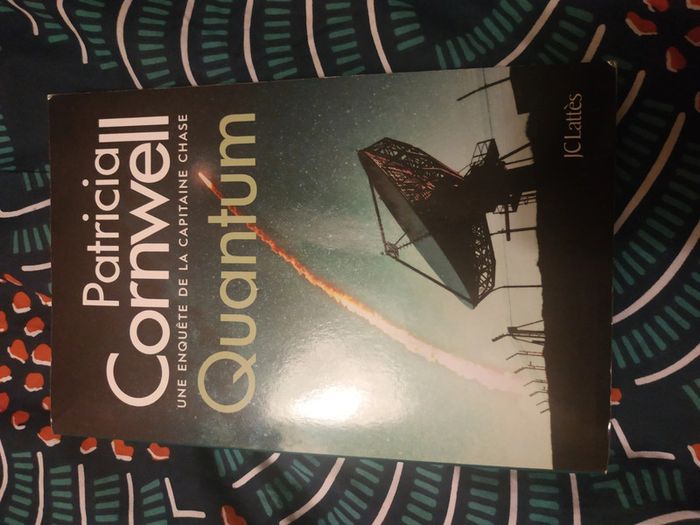 Patricia
Cornwell
UNE ENQUÊTE DE LA CAPITAINE CHASE
Quantum
JC Lattès